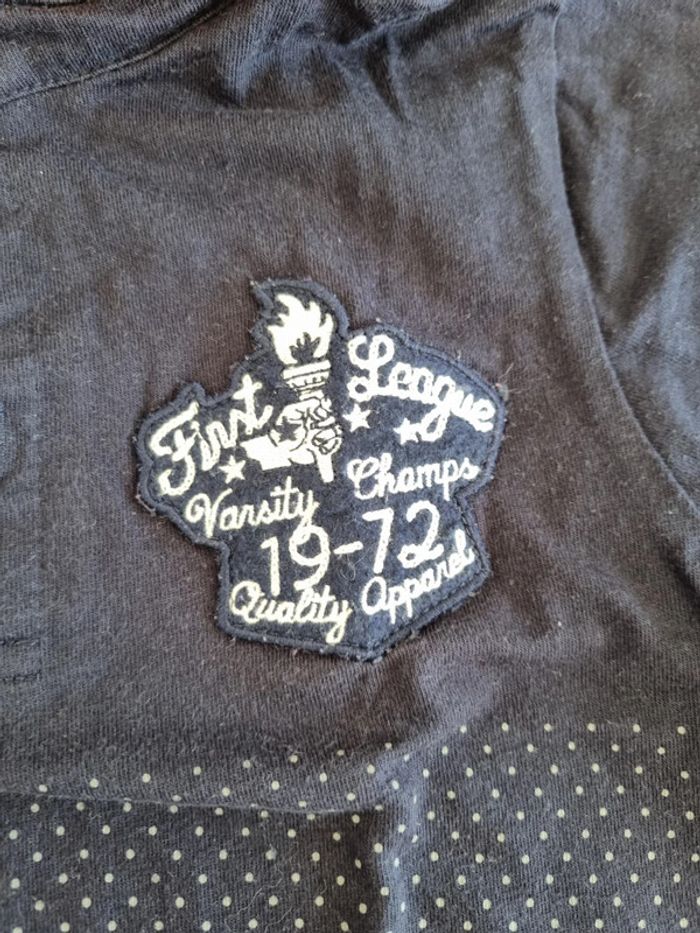 First League
Varsity Champs
19-72
Quality Apparel